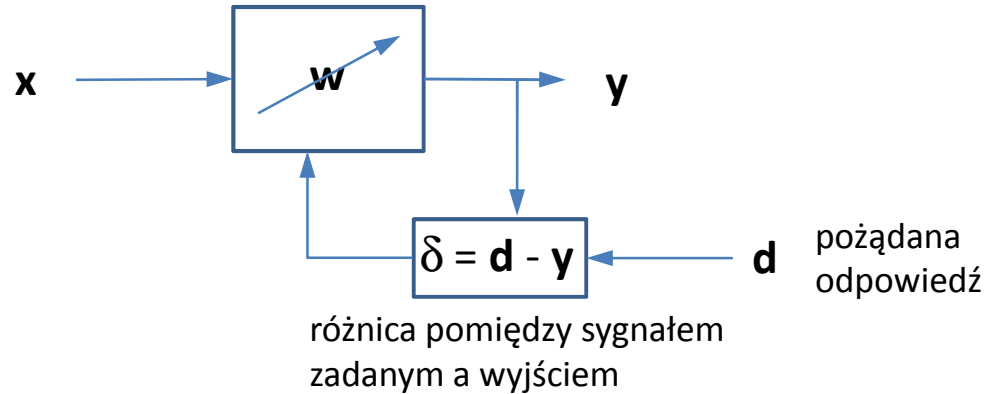 x
w
y
δ = d - y
d
pożądana
odpowiedź
różnica pomiędzy sygnałem
zadanym a wyjściem